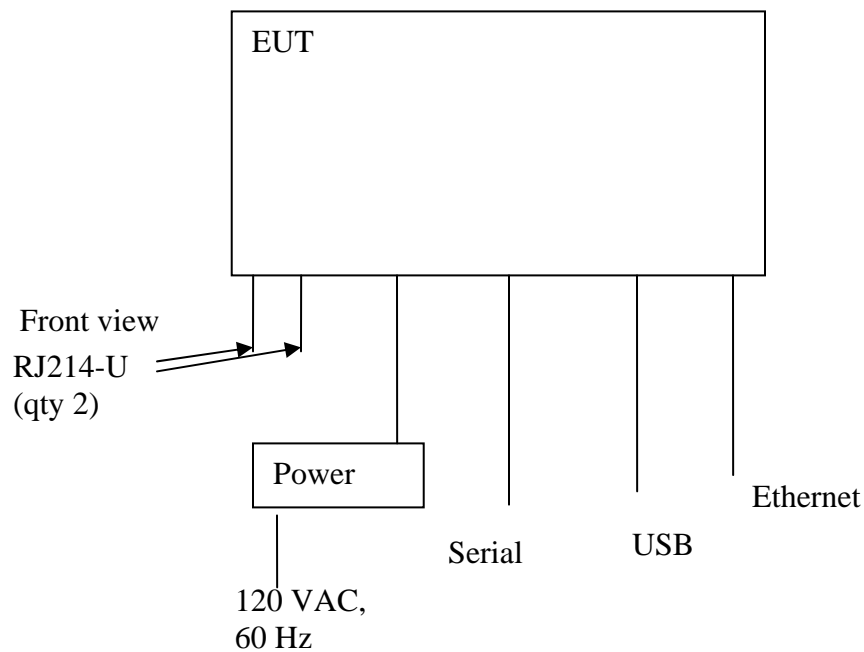 EUT
Front view
RJ214-U
(qty 2)
Power
Ethernet
Serial
USB
120 VAC,
60 Hz